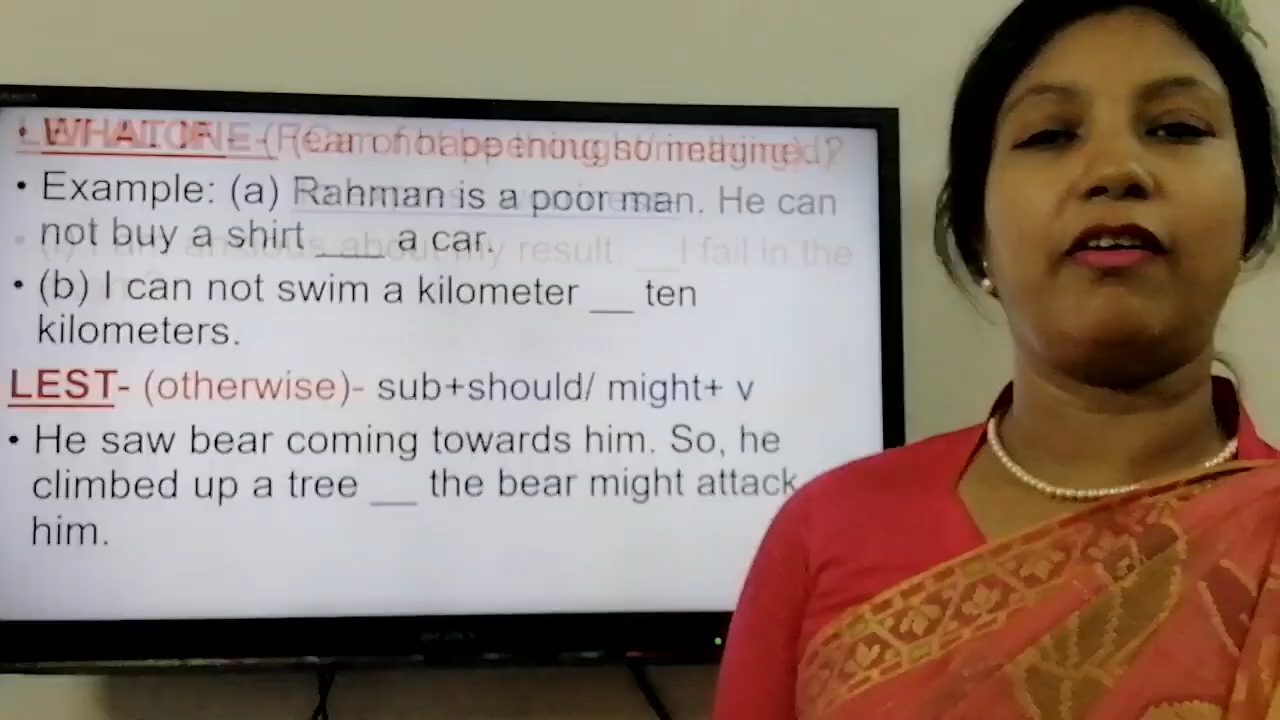 • Example: (a) Rahman is a poor man. He can
not buy a shirt ____ a car.
• (b) I can not swim a kilometer __ ten
kilometers.
LEST- (otherwise)- sub+should/ might+ v
• He saw bear coming towards him. So, he
climbed up a tree __ the bear might attack
him.